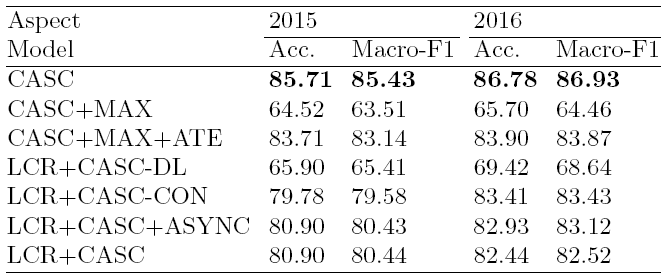 Aspect 2015 2016
Model Acc. Macro-F1 Acc. Macro-F1
CASC 85.71 85.43 86.78 86.93
CASC+MAX 64.52 63.51 65.70 64.46
CASC+MAX+ATE 83.71 83.14 83.90 83.87
LCR+CASC-DL 65.90 65.41 69.42 68.64
LCR+CASC-CON 79.78 79.58 83.41 83.43
LCR+CASC+ASYNC 80.90 80.43 82.93 83.12
LCR+CASC 80.90 80.44 82.44 82.52